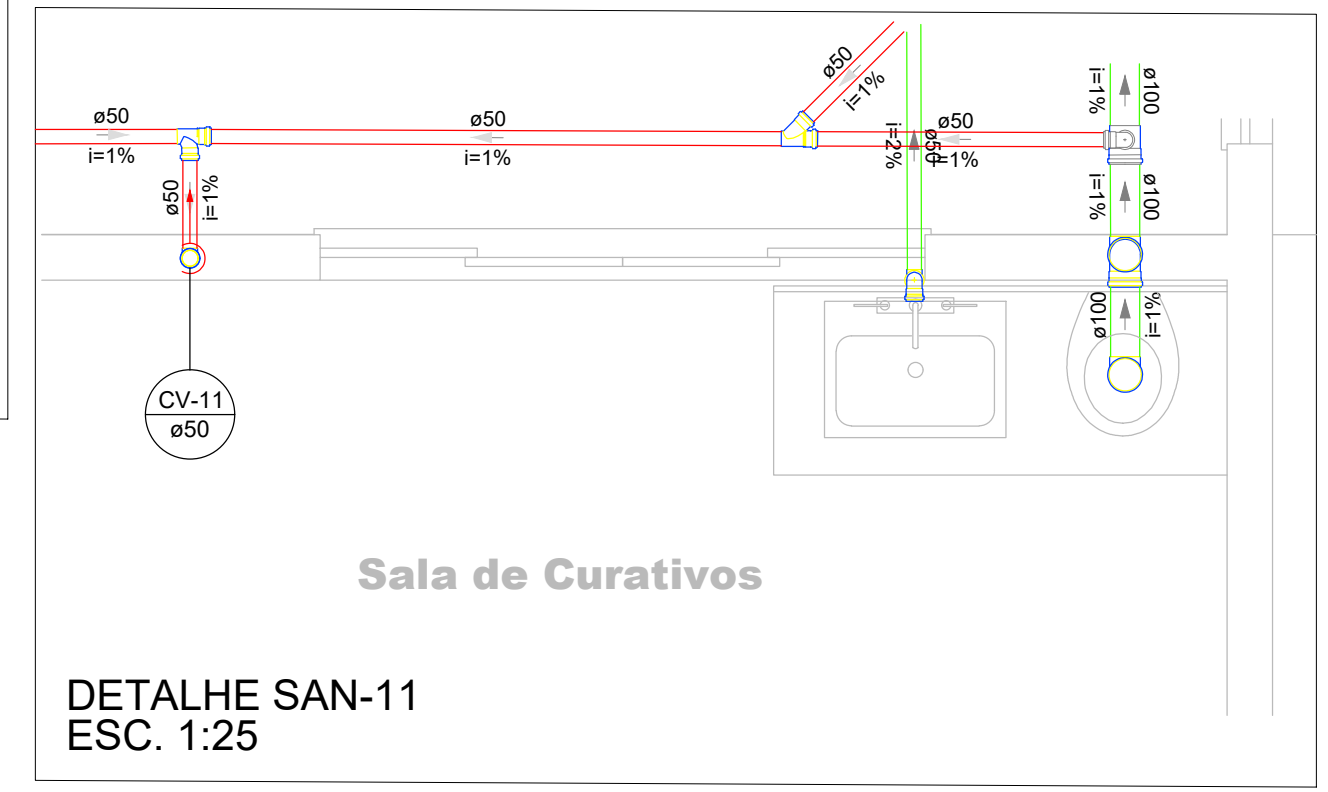 ø50
i=1%
ø50
i=1%
ø50
i=1%
ø50
i=1%
ø50
i=2%
ø50
i=1%
i=1%
ø100
i=1%
ø100
ø100
i=1%
CV-11
ø50
Sala de Curativos
DETALHE SAN-11
ESC. 1:25